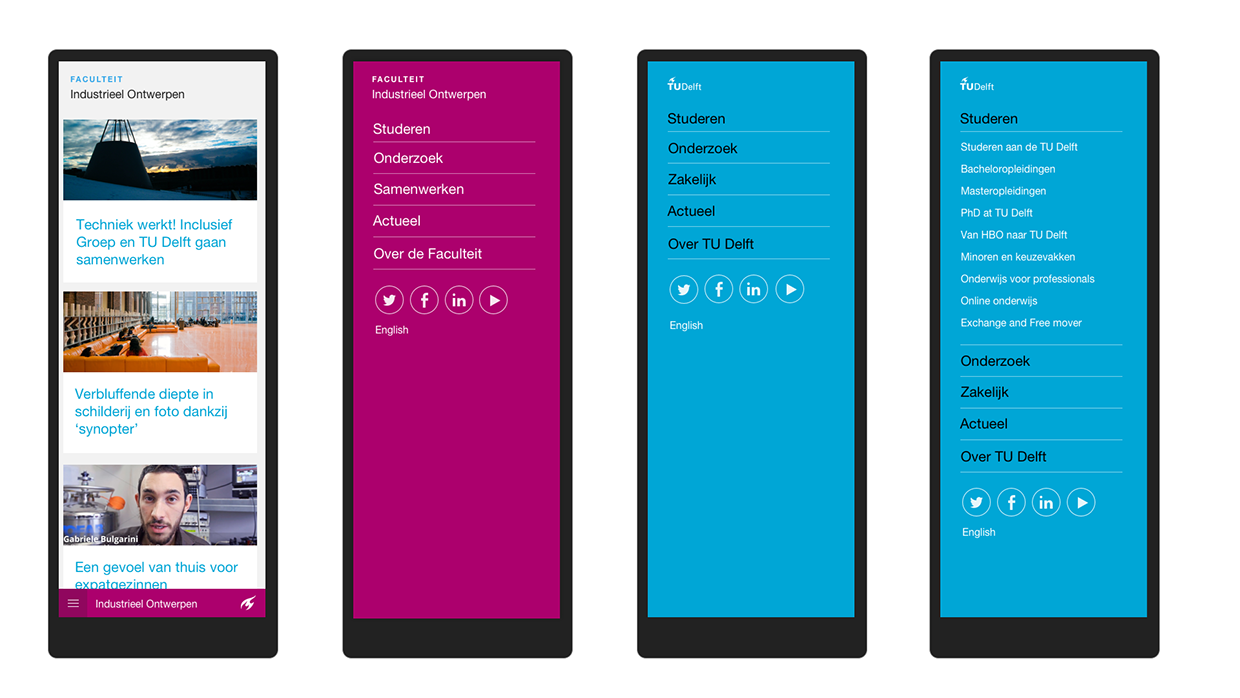 FACULTEIT
Industrieel Ontwerpen
Techniek werkt! Inclusief
Groep en TU Delft gaan
samenwerken
Verbluffende diepte in
schilderij en foto dankzij
‘synopter’
Gabriele Bulgarini
Een gevoel van thuis voor
expatgezinnen
Industrieel Ontwerpen
FACULTEIT
Industrieel Ontwerpen
Studeren
Onderzoek
Samenwerken
Actueel
Over de Faculteit
English
TUDelft
Studeren
Onderzoek
Zakelijk
Actueel
Over TU Delft
English
TUDelft
Studeren
Studeren aan de TU Delft
Bacheloropleidingen
Masteropleidingen
PhD at TU Delft
Van HBO naar TU Delft
Minoren en keuzevakken
Onderwijs voor professionals
Online onderwijs
Exchange and Free mover
Onderzoek
Zakelijk
Actueel
Over TU Delft
English